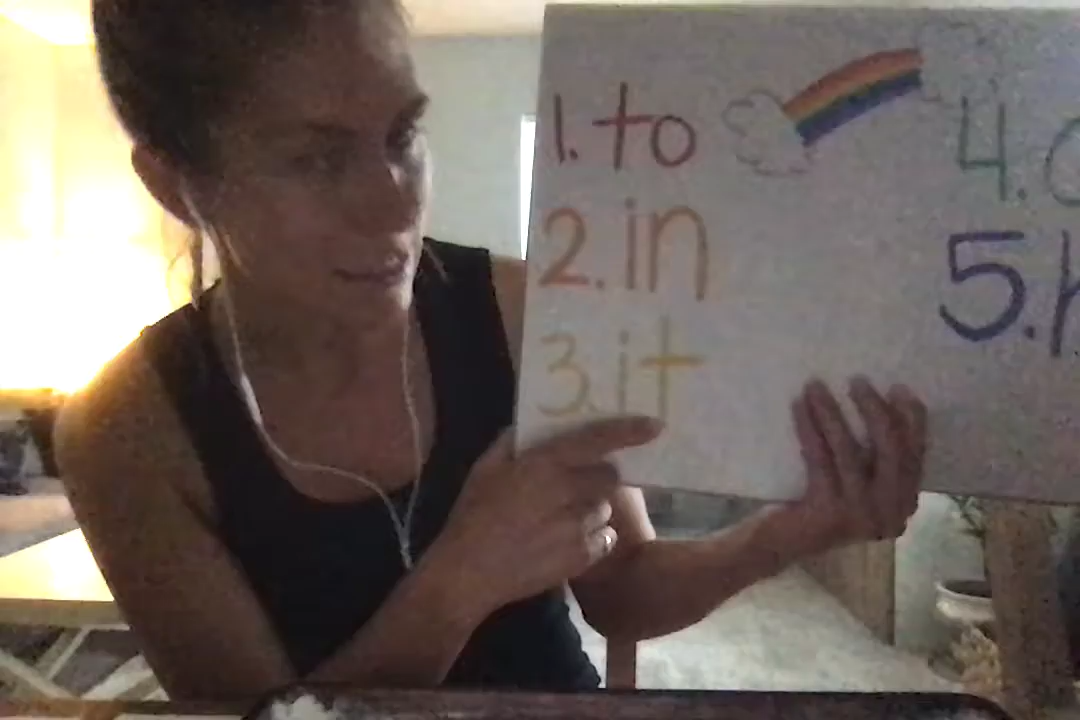 1. to
2. in
3. it
4.
5.